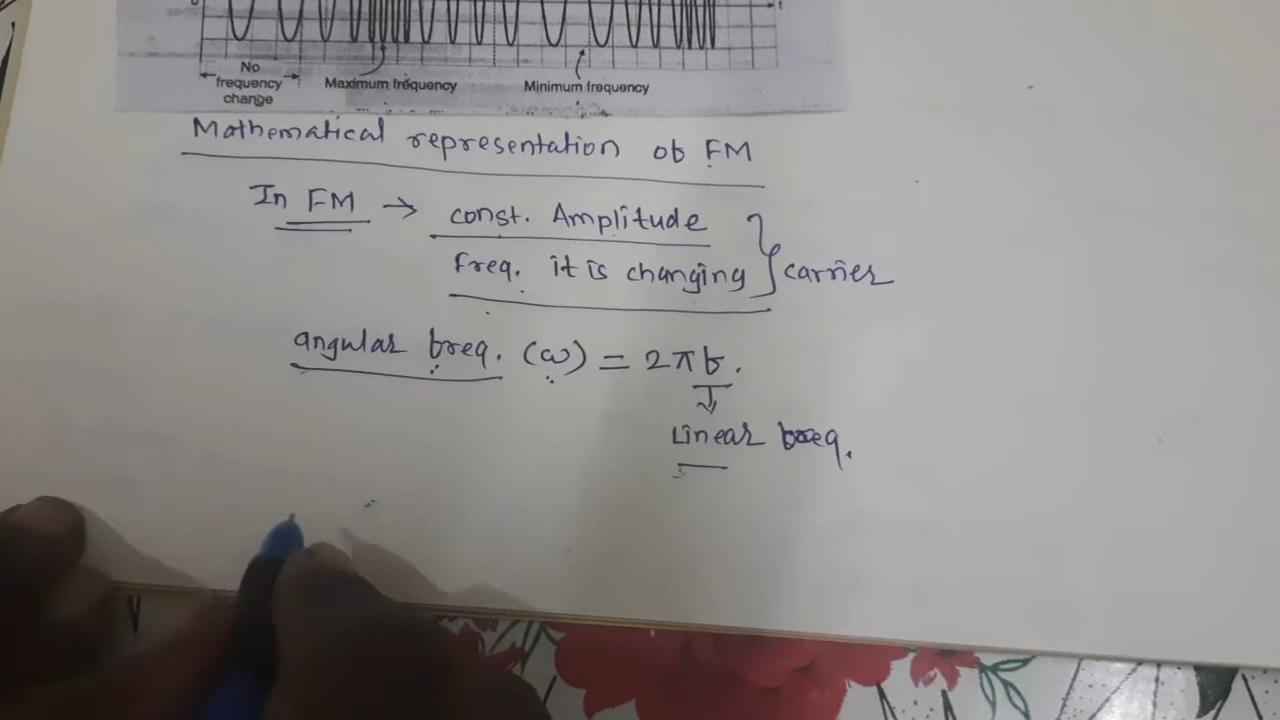 No
frequency
change
Maximum frequency
Minimum frequency
t
Mathematical representation of FM
In FM → const. Amplitude
Freq. it is changing } carrier
angular freq. (ω) = 2πf.
Linear freq.